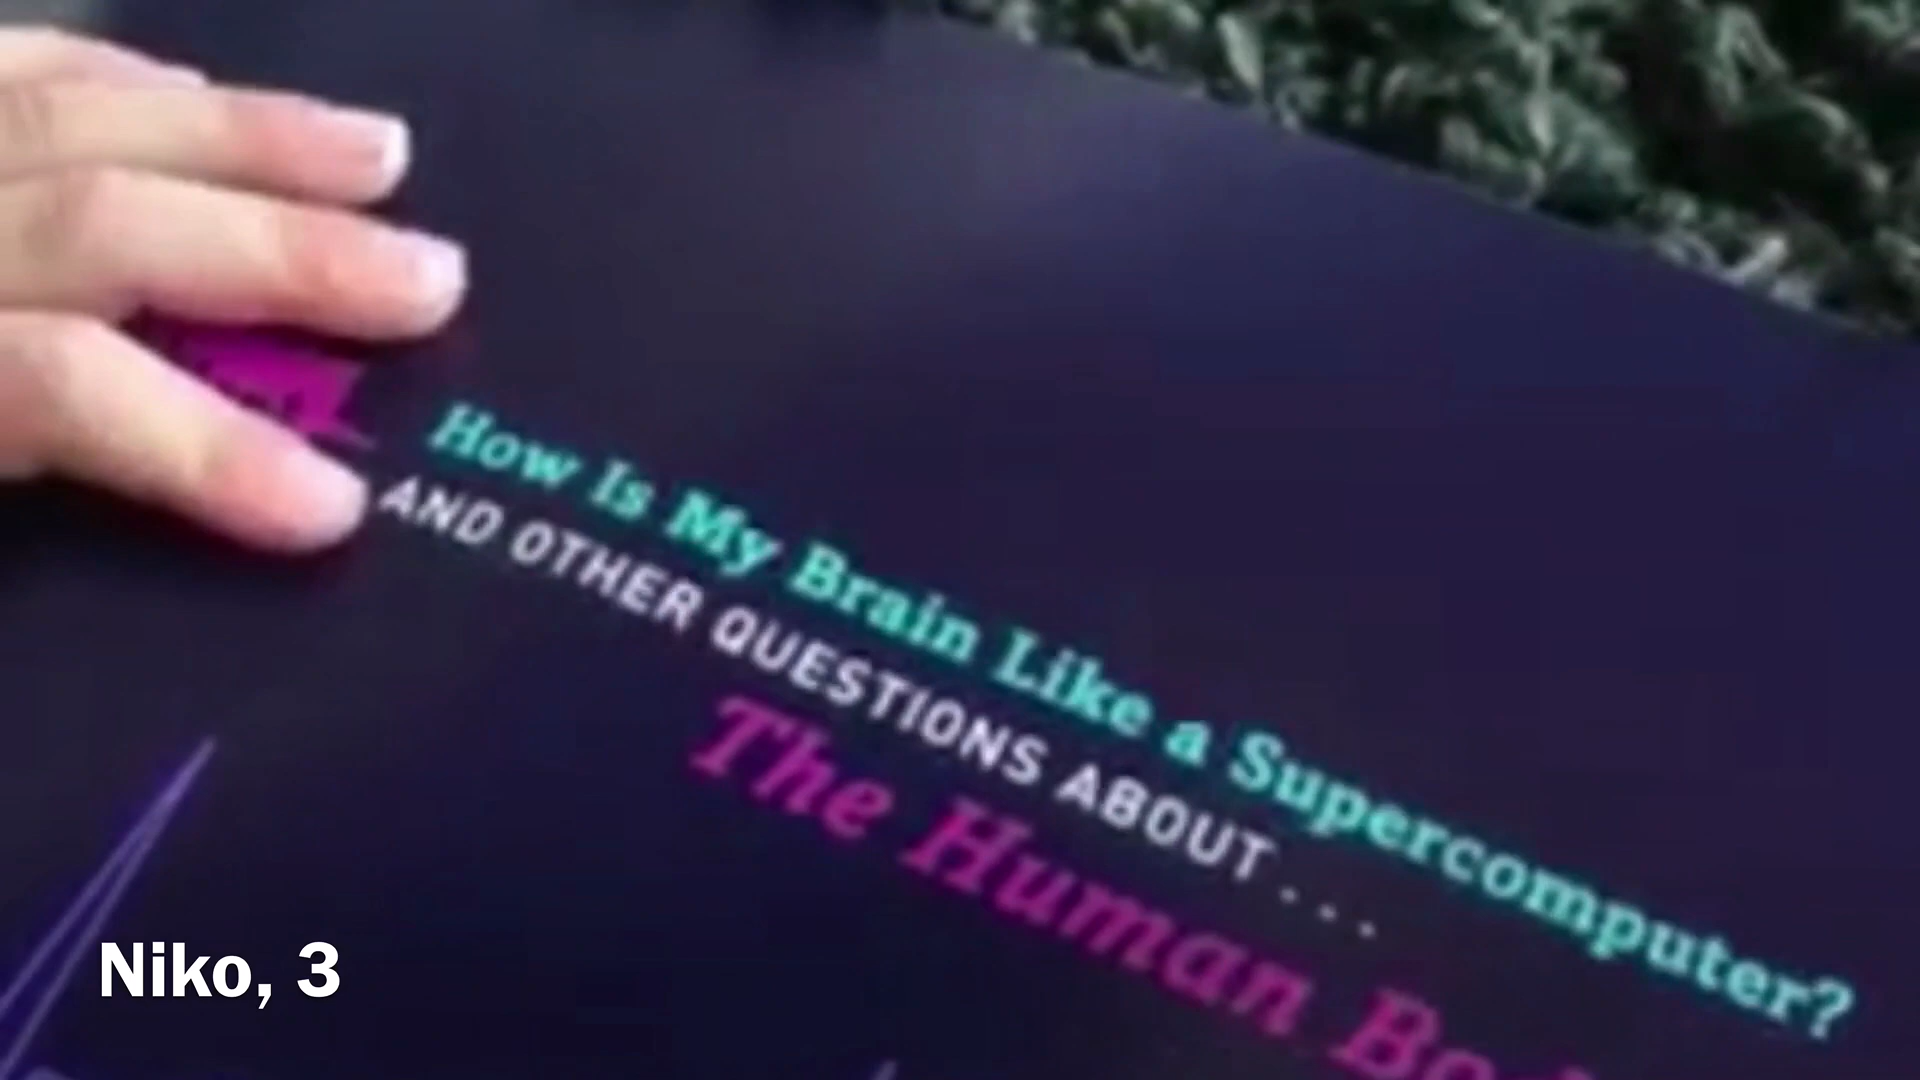 How Is My Brain Like a Supercomputer?
AND OTHER QUESTIONS ABOUT . . .
The Human
Niko, 3